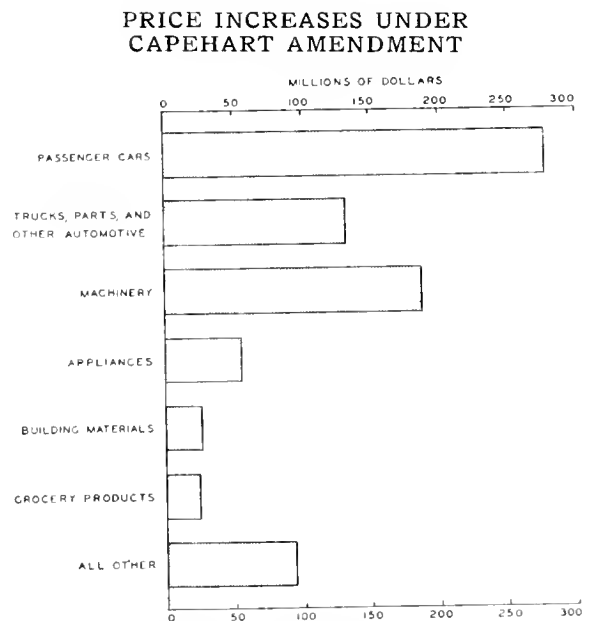 PRICE INCREASES UNDER
CAPEHART AMENDMENT
MILLIONS OF DOLLARS
0 50 100 150 200 250 300
PASSENGER CARS
TRUCKS, PARTS, AND
OTHER AUTOMOTIVE
MACHINERY
APPLIANCES
BUILDING MATERIALS
GROCERY PRODUCTS
ALL OTHER
0 50 100 150 200 250 300